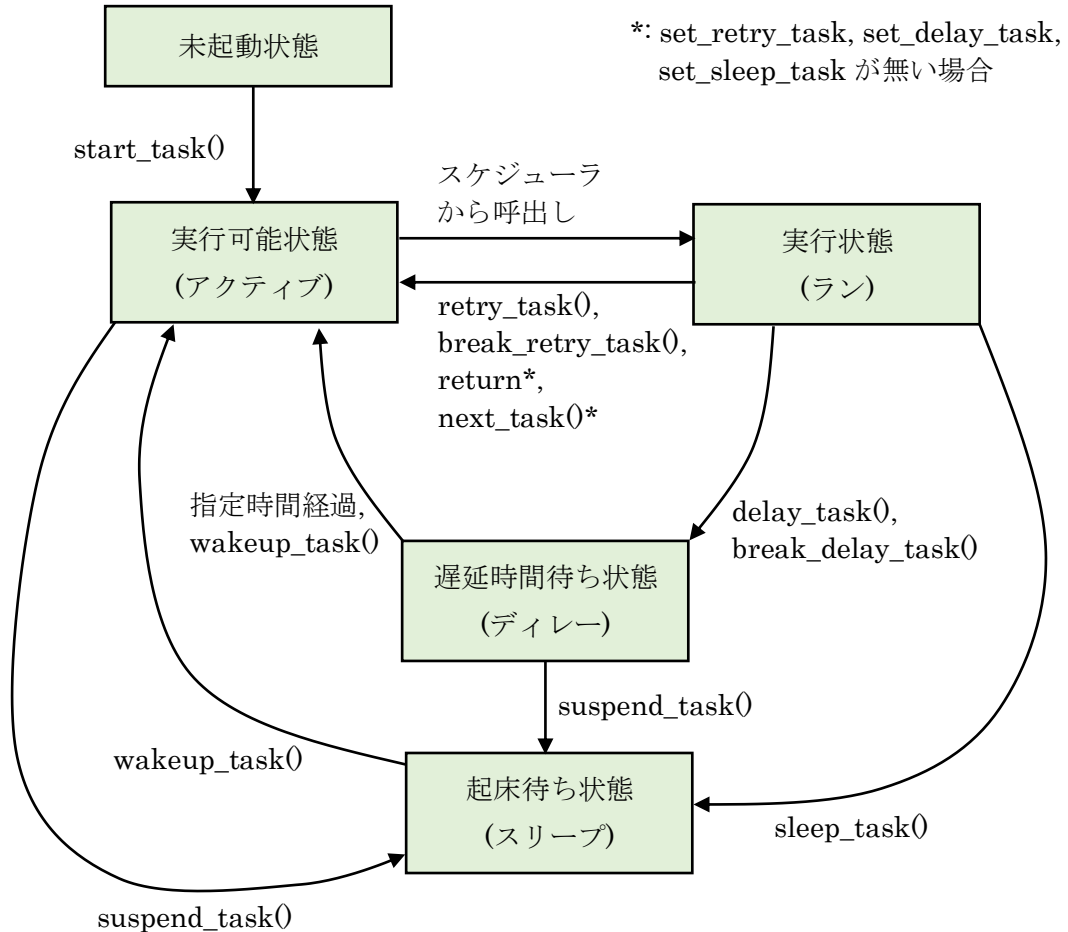 未起動状態
*: set_retry_task, set_delay_task,
set_sleep_task が無い場合
start_task()
スケジューラ
から呼出し
実行可能状態
(アクティブ)
実行状態
(ラン)
retry_task(),
break_retry_task(),
return*,
next_task()*
指定時間経過,
wakeup_task()
delay_task(),
break_delay_task()
遅延時間待ち状態
(ディレー)
suspend_task()
wakeup_task()
起床待ち状態
(スリープ)
sleep_task()
suspend_task()